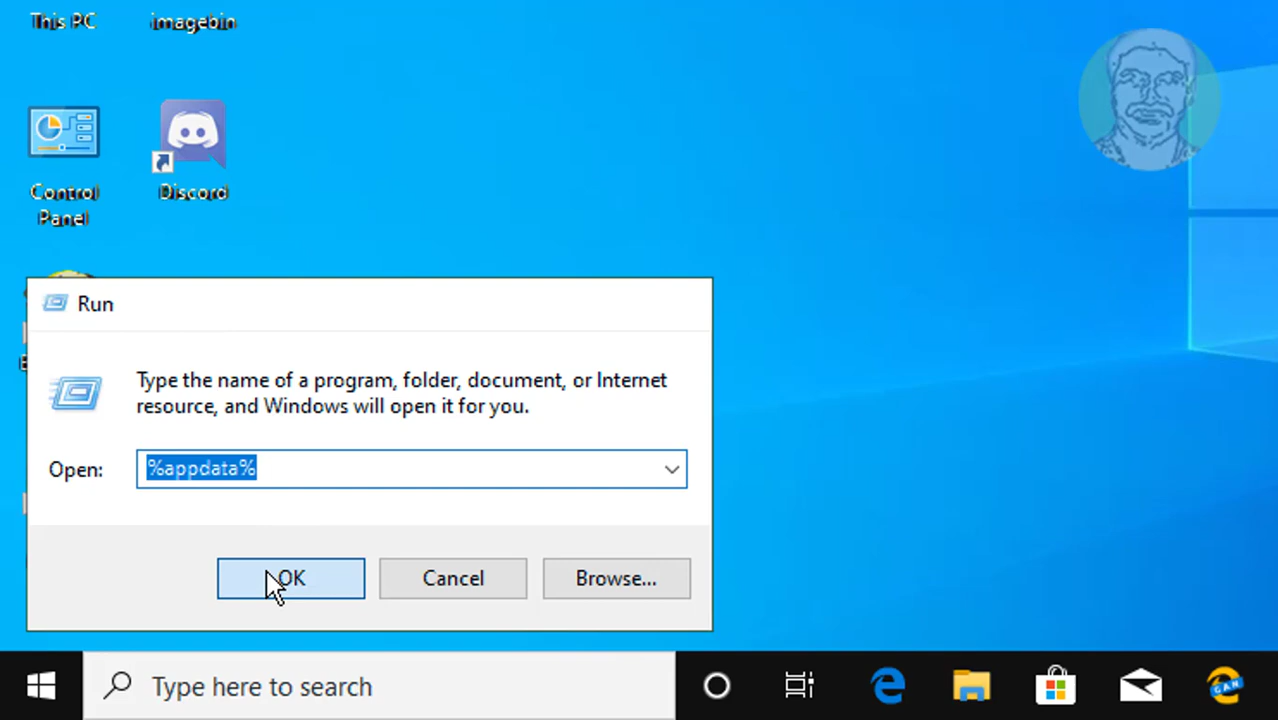 This PC
imagebin
Control
Panel
Discord
Run
Type the name of a program, folder, document, or Internet
resource, and Windows will open it for you.
Open:
%appdata%
OK
Cancel
Browse...
Type here to search
CAN